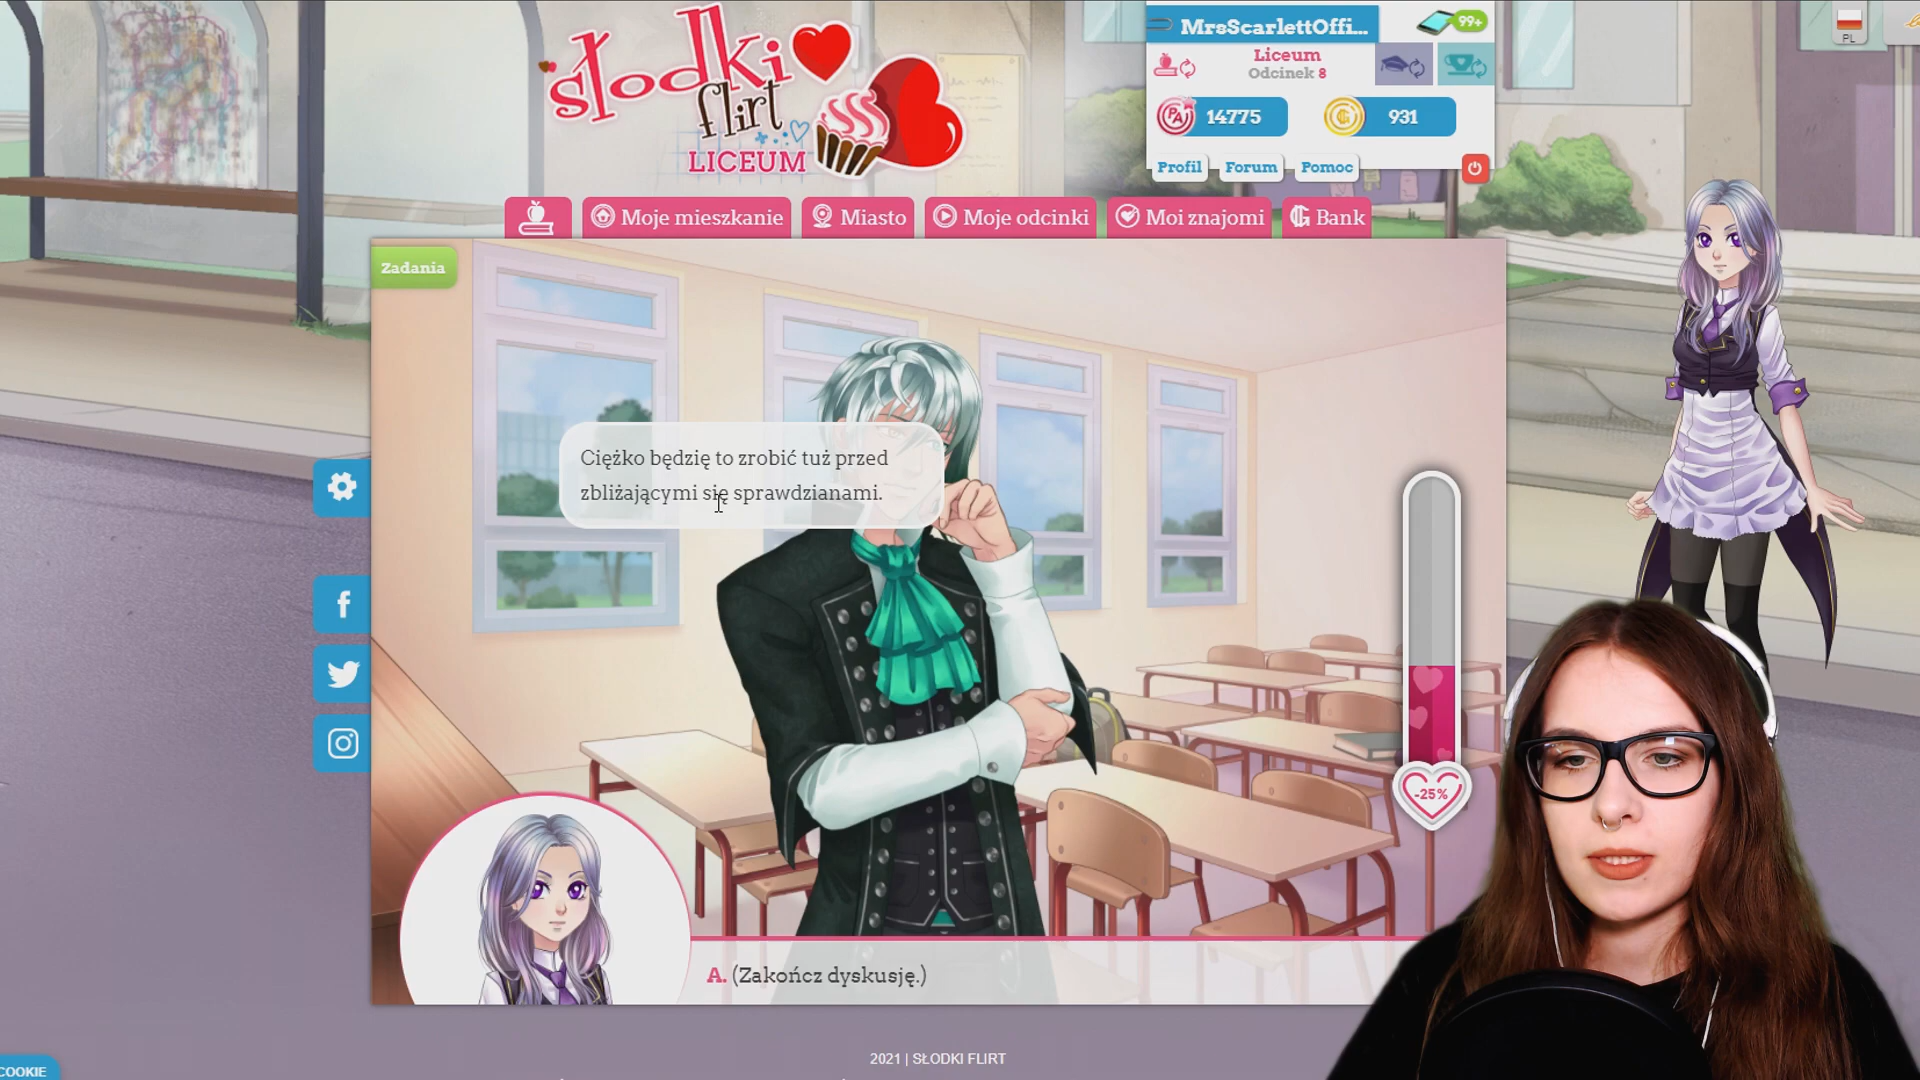 słodki
flirt
LICEUM
MrsScarlettOffi...
99+
PL
Liceum
Odcinek 8
PA
14775
931
Profil
Forum
Pomoc
Moje mieszkanie
Miasto
Moje odcinki
Moi znajomi
Bank
Zadania
Ciężko będzię to zrobić tuż przed
zbliżającymi się sprawdzianami.
-25%
A. (Zakończ dyskusję.)
2021 | SŁODKI FLIRT
COOKIE